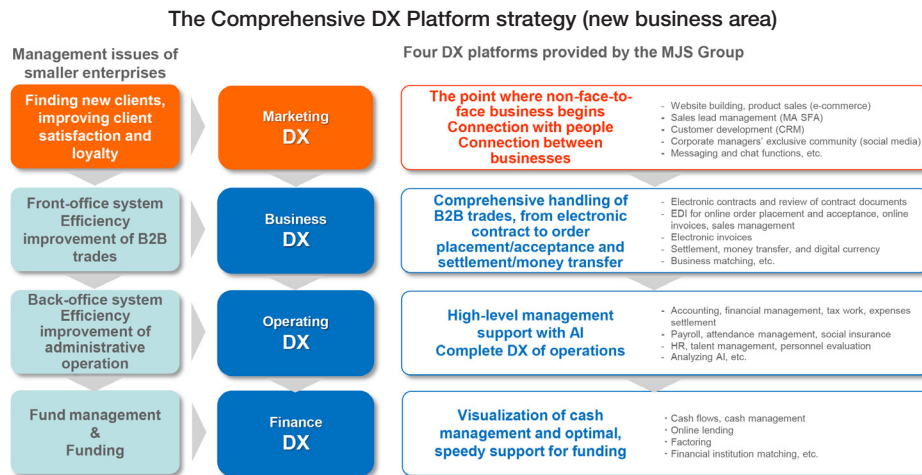 The Comprehensive DX Platform strategy (new business area)
Management issues of
smaller enterprises
Four DX platforms provided by the MJS Group
Finding new clients,
improving client
satisfaction and
loyalty
Marketing
DX
The point where non-face-to-
face business begins
Connection with people
Connection between
businesses
- Website building, product sales (e-commerce)
- Sales lead management (MA SFA)
- Customer development (CRM)
- Corporate managers' exclusive community (social media)
- Messaging and chat functions, etc.
Front-office system
Efficiency
improvement of B2B
trades
Business
DX
Comprehensive handling of
B2B trades, from electronic
contract to order
placement/acceptance and
settlement/money transfer
- Electronic contracts and review of contract documents
- EDI for online order placement and acceptance, online
invoices, sales management
- Electronic invoices
- Settlement, money transfer, and digital currency
- Business matching, etc.
Back-office system
Efficiency
improvement of
administrative
operation
Operating
DX
High-level management
support with AI
Complete DX of operations
- Accounting, financial management, tax work, expenses
settlement
- Payroll, attendance management, social insurance
- HR, talent management, personnel evaluation
- Analyzing AI, etc.
Fund management
&
Funding
Finance
DX
Visualization of cash
management and optimal,
speedy support for funding
・Cash flows, cash management
・Online lending
・Factoring
・Financial institution matching, etc.